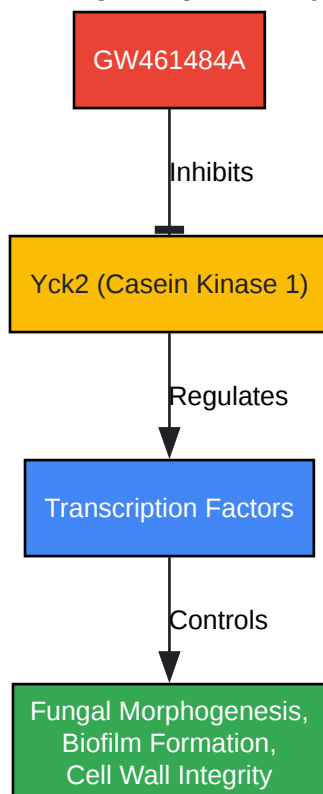 GW461484A
Inhibits
Yck2 (Casein Kinase 1)
Regulates
Transcription Factors
Controls
Fungal Morphogenesis,
Biofilm Formation,
Cell Wall Integrity